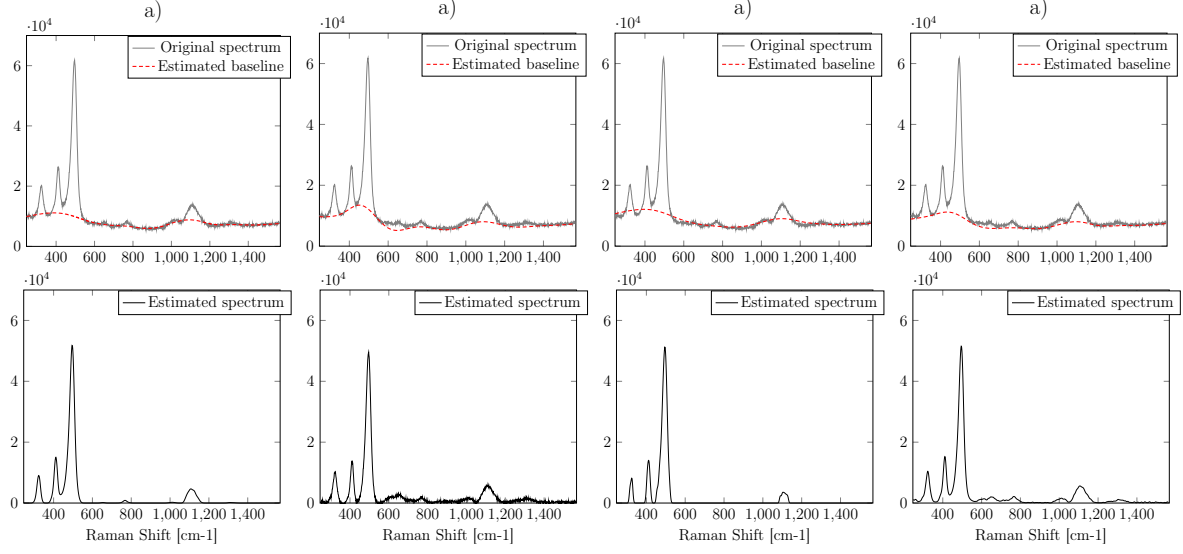 a) a) a) a)
·10⁴ ·10⁴ ·10⁴ ·10⁴
Original spectrum Original spectrum Original spectrum Original spectrum
Estimated baseline Estimated baseline Estimated baseline Estimated baseline
6 6 6 6
4 4 4 4
2 2 2 2
0 0 0 0
400 600 800 1,000 1,200 1,400 400 600 800 1,000 1,200 1,400 400 600 800 1,000 1,200 1,400 400 600 800 1,000 1,200 1,400
·10⁴ ·10⁴ ·10⁴ ·10⁴
Estimated spectrum Estimated spectrum Estimated spectrum Estimated spectrum
6 6 6 6
4 4 4 4
2 2 2 2
0 0 0 0
400 600 800 1,000 1,200 1,400 400 600 800 1,000 1,200 1,400 400 600 800 1,000 1,200 1,400 400 600 800 1,000 1,200 1,400
Raman Shift [cm-1] Raman Shift [cm-1] Raman Shift [cm-1] Raman Shift [cm-1]